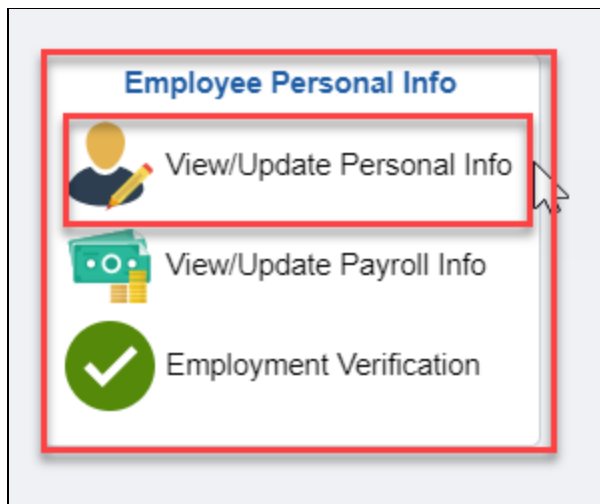 Employee Personal Info
View/Update Personal Info
View/Update Payroll Info
Employment Verification